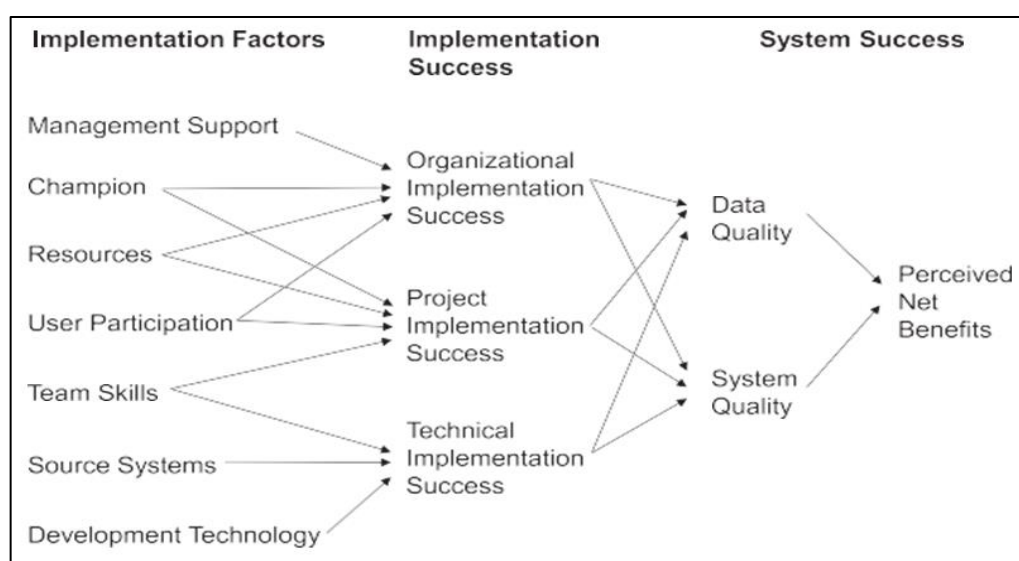 Implementation Factors
Implementation
Success
System Success
Management Support
Champion
Resources
User Participation
Team Skills
Source Systems
Development Technology
Organizational
Implementation
Success
Project
Implementation
Success
Technical
Implementation
Success
Data
Quality
System
Quality
Perceived
Net
Benefits